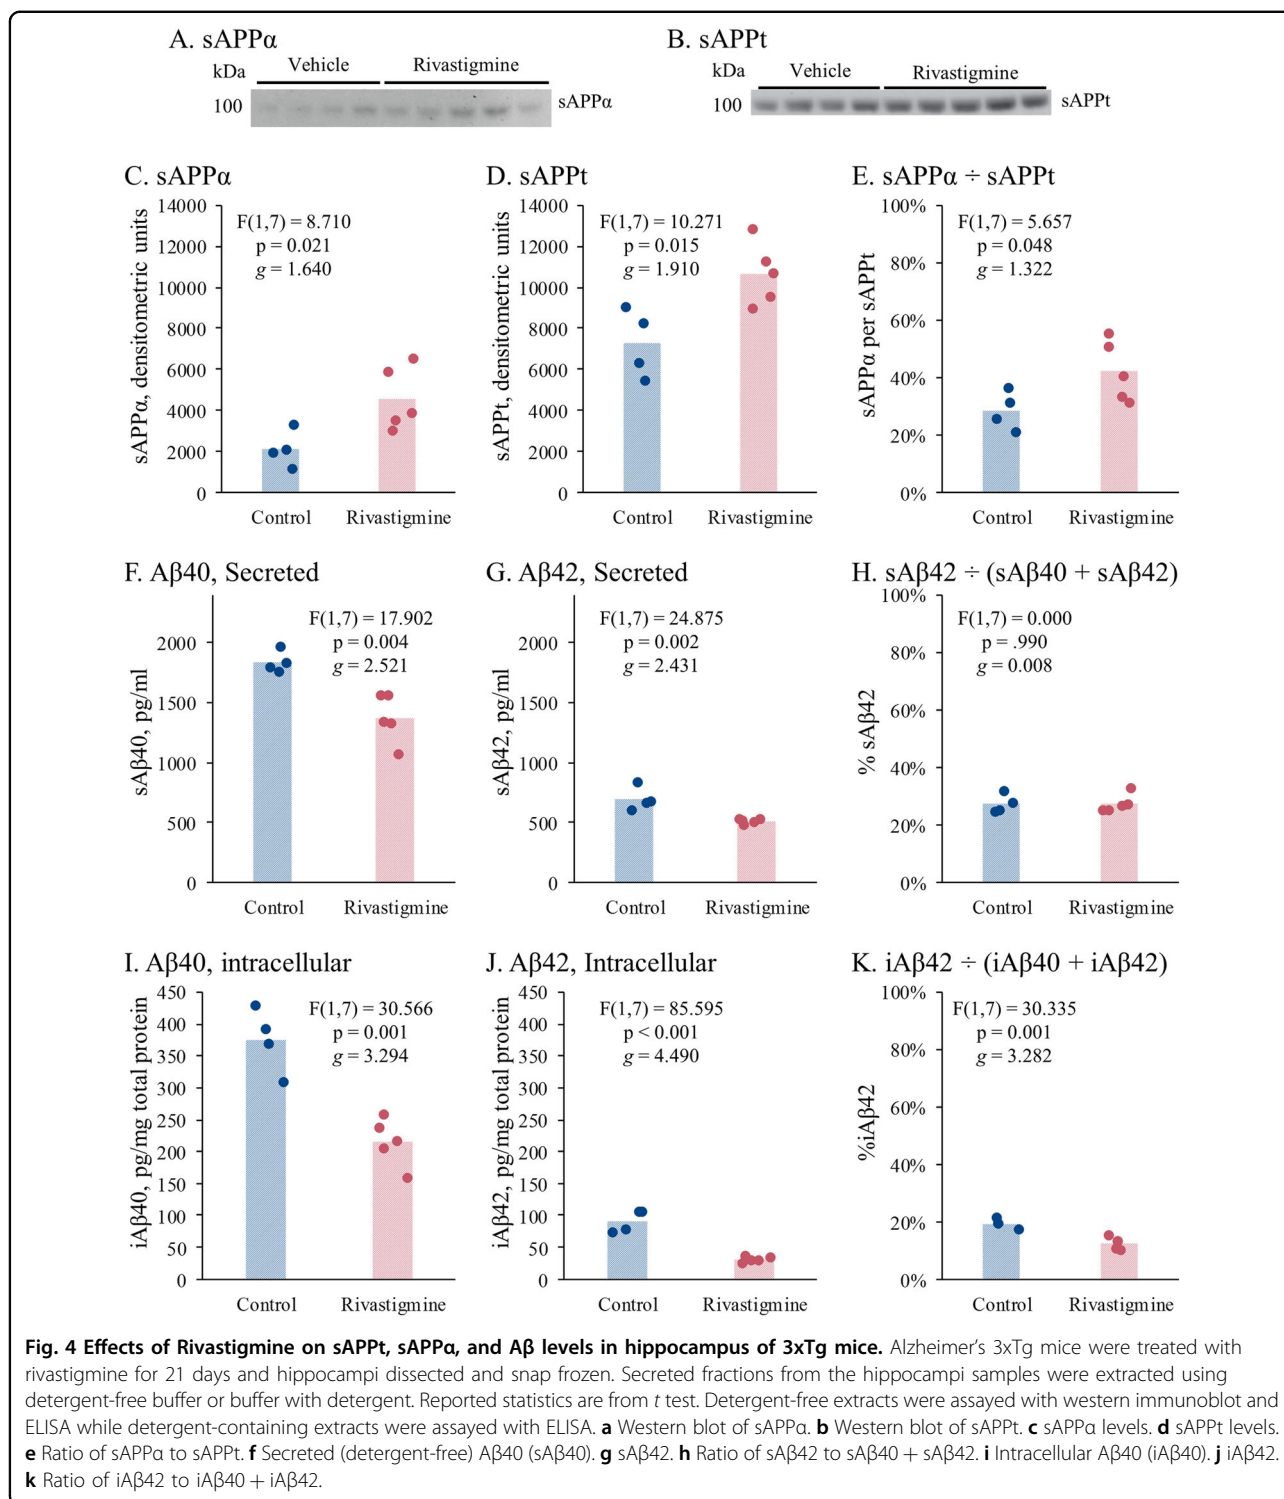 A. sAPPα
kDa
Vehicle
Rivastigmine
100
sAPPα
B. sAPPt
kDa
Vehicle
Rivastigmine
100
sAPPt
C. sAPPα
sAPPα, densitometric units
14000
12000
10000
8000
6000
4000
2000
0
F(1,7) = 8.710
p = 0.021
g = 1.640
Control
Rivastigmine
D. sAPPt
sAPPt, densitometric units
14000
12000
10000
8000
6000
4000
2000
0
F(1,7) = 10.271
p = 0.015
g = 1.910
Control
Rivastigmine
E. sAPPα ÷ sAPPt
sAPPα per sAPPt
100%
80%
60%
40%
20%
0%
F(1,7) = 5.657
p = 0.048
g = 1.322
Control
Rivastigmine
F. Aβ40, Secreted
sAβ40, pg/ml
2000
1500
1000
500
0
F(1,7) = 17.902
p = 0.004
g = 2.521
Control
Rivastigmine
G. Aβ42, Secreted
sAβ42, pg/ml
2000
1500
1000
500
0
F(1,7) = 24.875
p = 0.002
g = 2.431
Control
Rivastigmine
H. sAβ42 ÷ (sAβ40 + sAβ42)
% sAβ42
100%
80%
60%
40%
20%
0%
F(1,7) = 0.000
p = .990
g = 0.008
Control
Rivastigmine
I. Aβ40, intracellular
iAβ40, pg/mg total protein
450
400
350
300
250
200
150
100
50
0
F(1,7) = 30.566
p = 0.001
g = 3.294
Control
Rivastigmine
J. Aβ42, Intracellular
iAβ42, pg/mg total protein
450
400
350
300
250
200
150
100
50
0
F(1,7) = 85.595
p < 0.001
g = 4.490
Control
Rivastigmine
K. iAβ42 ÷ (iAβ40 + iAβ42)
%iAβ42
100%
80%
60%
40%
20%
0%
F(1,7) = 30.335
p = 0.001
g = 3.282
Control
Rivastigmine
Fig. 4 Effects of Rivastigmine on sAPPt, sAPPα, and Aβ levels in hippocampus of 3xTg mice. Alzheimer's 3xTg mice were treated with
rivastigmine for 21 days and hippocampi dissected and snap frozen. Secreted fractions from the hippocampi samples were extracted using
detergent-free buffer or buffer with detergent. Reported statistics are from t test. Detergent-free extracts were assayed with western immunoblot and
ELISA while detergent-containing extracts were assayed with ELISA. a Western blot of sAPPα. b Western blot of sAPPt. c sAPPα levels. d sAPPt levels.
e Ratio of sAPPα to sAPPt. f Secreted (detergent-free) Aβ40 (sAβ40). g sAβ42. h Ratio of sAβ42 to sAβ40 + sAβ42. i Intracellular Aβ40 (iAβ40). j iAβ42.
k Ratio of iAβ42 to iAβ40 + iAβ42.